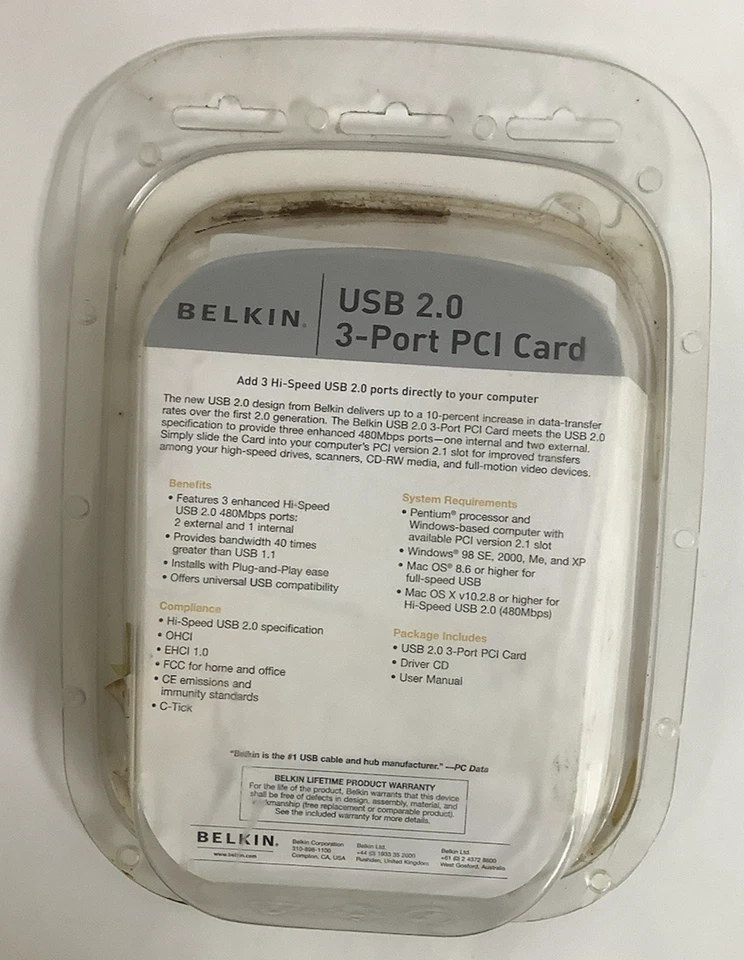 BELKIN®
USB 2.0
3-Port PCI Card
Add 3 Hi-Speed USB 2.0 ports directly to your computer
The new USB 2.0 design from Belkin delivers up to a 10-percent increase in data-transfer
rates over the first 2.0 generation. The Belkin USB 2.0 3-Port PCI Card meets the USB 2.0
specification to provide three enhanced 480Mbps ports—one internal and two external.
Simply slide the Card into your computer's PCI version 2.1 slot for improved transfers
among your high-speed drives, scanners, CD-RW media, and full-motion video devices.
Benefits
• Features 3 enhanced Hi-Speed
USB 2.0 480Mbps ports:
2 external and 1 internal
• Provides bandwidth 40 times
greater than USB 1.1
• Installs with Plug-and-Play ease
• Offers universal USB compatibility
Compliance
• Hi-Speed USB 2.0 specification
• OHCI
• EHCI 1.0
• FCC for home and office
• CE emissions and
immunity standards
• C-Tick
System Requirements
• Pentium® processor and
Windows-based computer with
available PCI version 2.1 slot
• Windows® 98 SE, 2000, Me, and XP
• Mac OS® 8.6 or higher for
full-speed USB
• Mac OS X v10.2.8 or higher for
Hi-Speed USB 2.0 (480Mbps)
Package Includes
• USB 2.0 3-Port PCI Card
• Driver CD
• User Manual
"Belkin is the #1 USB cable and hub manufacturer." —PC Data
BELKIN LIFETIME PRODUCT WARRANTY
For the life of the product, Belkin warrants that this device
shall be free of defects in design, assembly, material, and
workmanship (free replacement or comparable product).
See the included warranty for more details.
BELKIN.
www.belkin.com
Belkin Corporation
310-898-1100
Compton, CA, USA
Belkin Ltd.
+44 (0) 1933 35 2000
Rushden, United Kingdom
Belkin Ltd.
+61 (0) 2 4372 8600
West Gosford, Australia